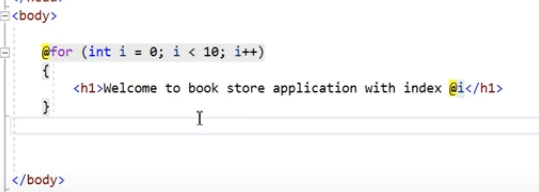 <body>
@for (int i = 0; i < 10; i++)
{
<h1>Welcome to book store application with index @i</h1>
}
</body>